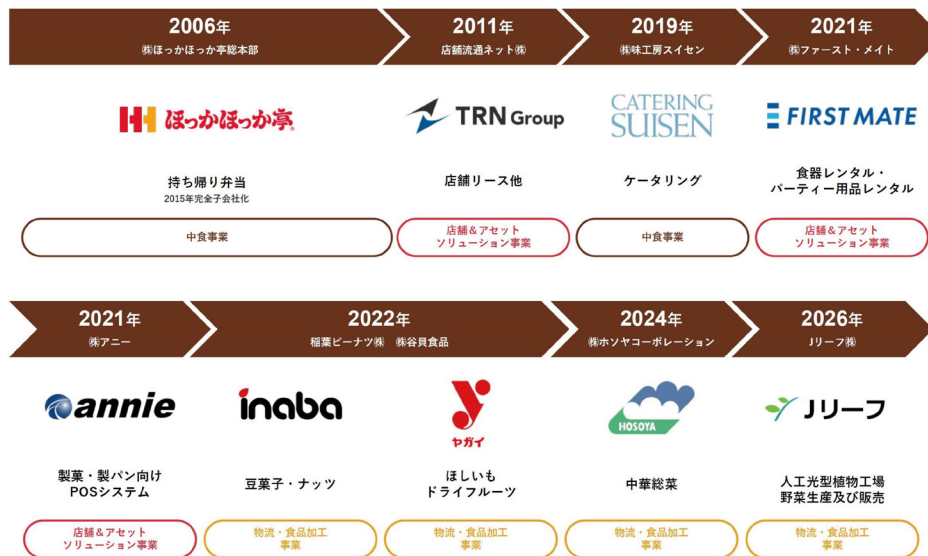 2006年
㈱ほっかほっか亭総本部
2011年
店舗流通ネット㈱
2019年
㈱味工房スイセン
2021年
㈱ファースト・メイト
ほっかほっか亭
TRN Group
CATERING
SUISEN
FIRST MATE
持ち帰り弁当
2015年完全子会社化
店舗リース他
ケータリング
食器レンタル・
パーティー用品レンタル
中食事業
店舗&アセット
ソリューション事業
中食事業
店舗&アセット
ソリューション事業
2021年
㈱アニー
2022年
稲葉ピーナツ㈱ ㈱谷貝食品
2024年
㈱ホソヤコーポレーション
2026年
Jリーフ㈱
annie
inaba
ヤガイ
HOSOYA
Jリーフ
製菓・製パン向け
POSシステム
豆菓子・ナッツ
ほしいも
ドライフルーツ
中華総菜
人工光型植物工場
野菜生産及び販売
店舗&アセット
ソリューション事業
物流・食品加工
事業
物流・食品加工
事業
物流・食品加工
事業
物流・食品加工
事業